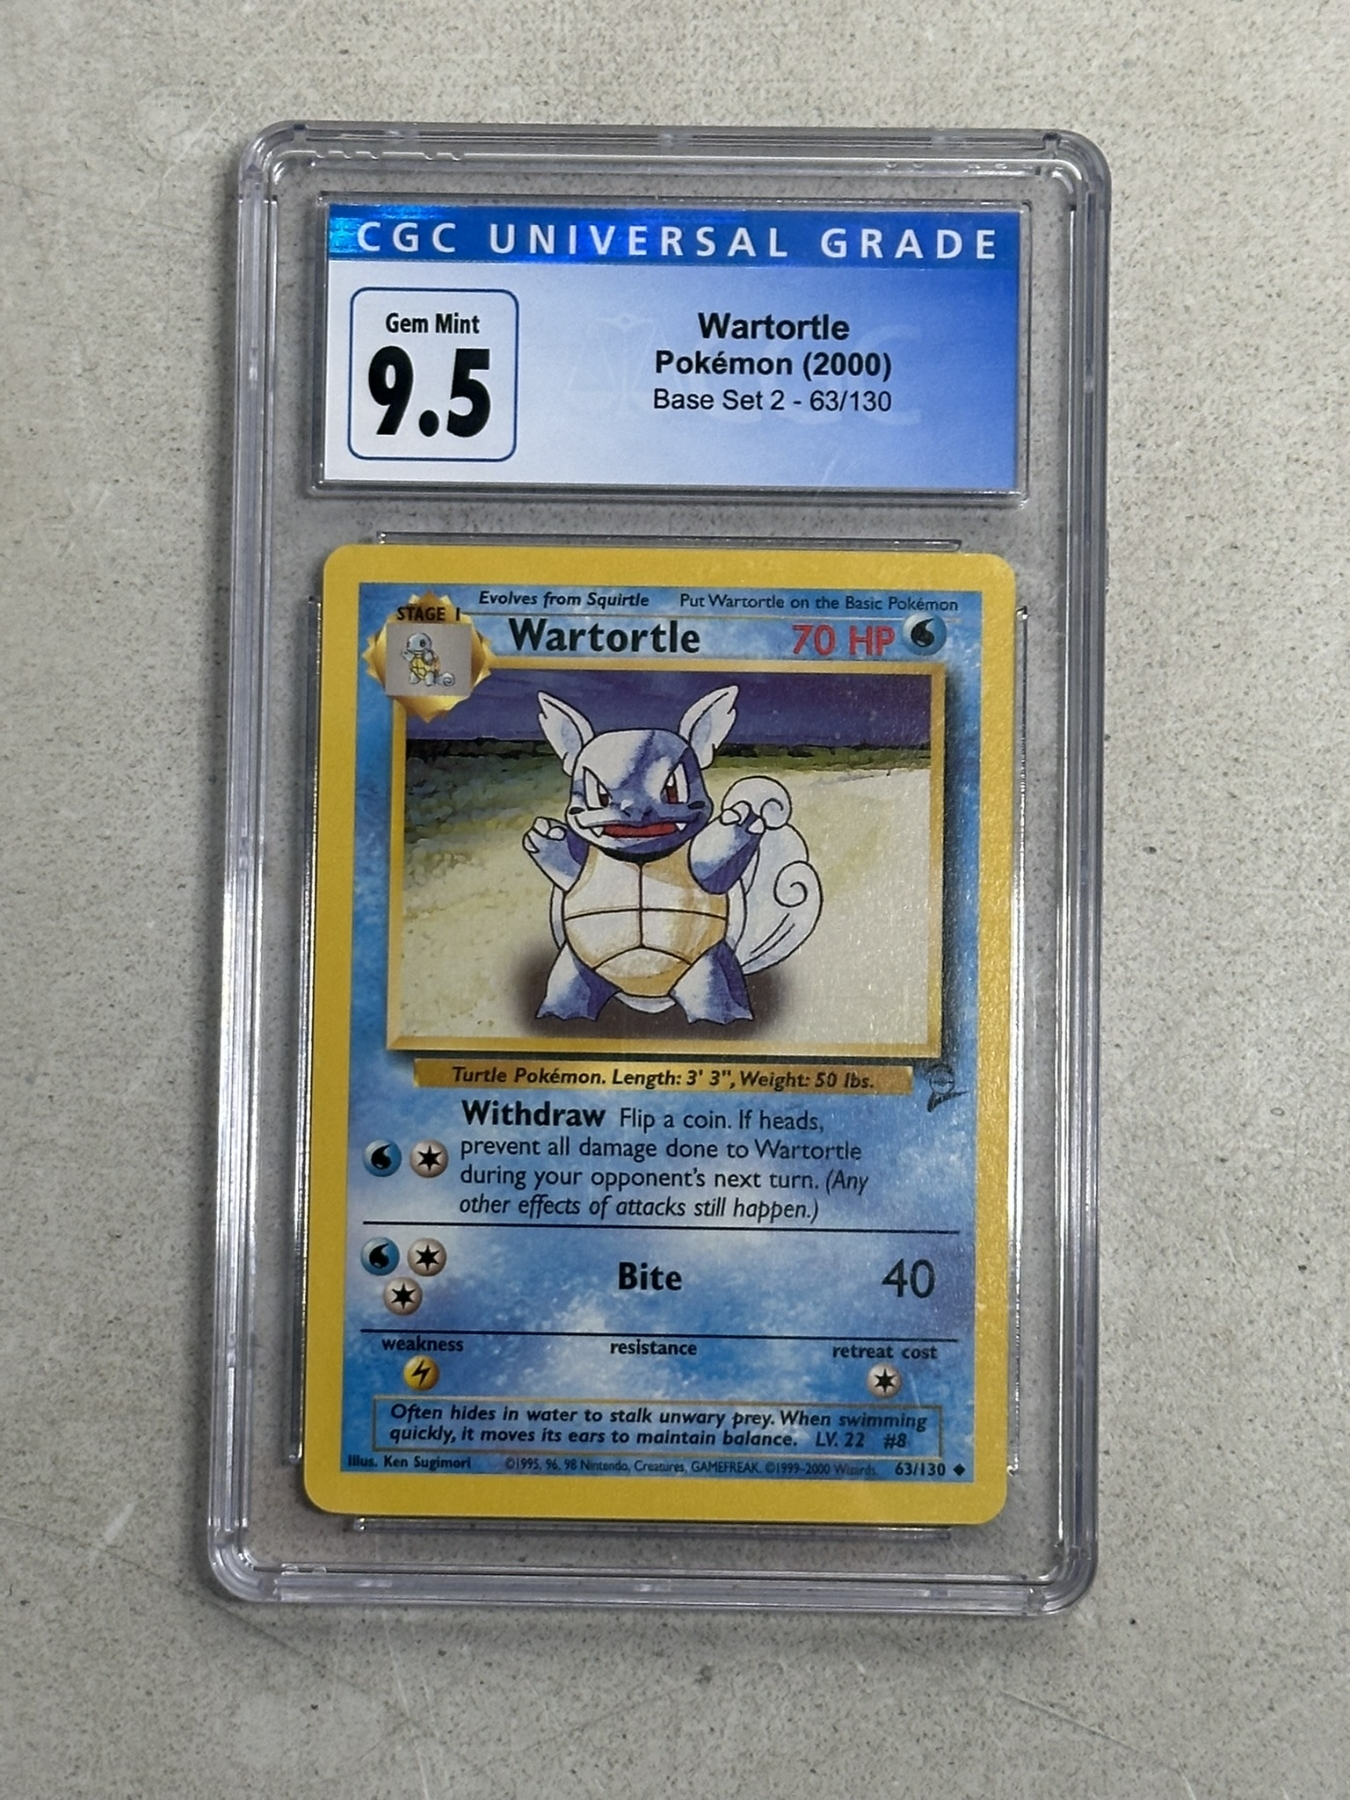 CGC UNIVERSAL GRADE
Gem Mint
9.5
Wartortle
Pokémon (2000)
Base Set 2 - 63/130
Evolves from Squirtle Put Wartortle on the Basic Pokémon
STAGE 1
Wartortle 70 HP
Turtle Pokémon. Length: 3' 3", Weight: 50 lbs.
Withdraw Flip a coin. If heads,
prevent all damage done to Wartortle
during your opponent's next turn. (Any
other effects of attacks still happen.)
Bite 40
weakness resistance retreat cost
Often hides in water to stalk unwary prey. When swimming
quickly, it moves its ears to maintain balance. LV. 22 #8
Illus. Ken Sugimori ©1995, 96, 98 Nintendo, Creatures, GAMEFREAK. ©1999-2000 Wizards. 63/130